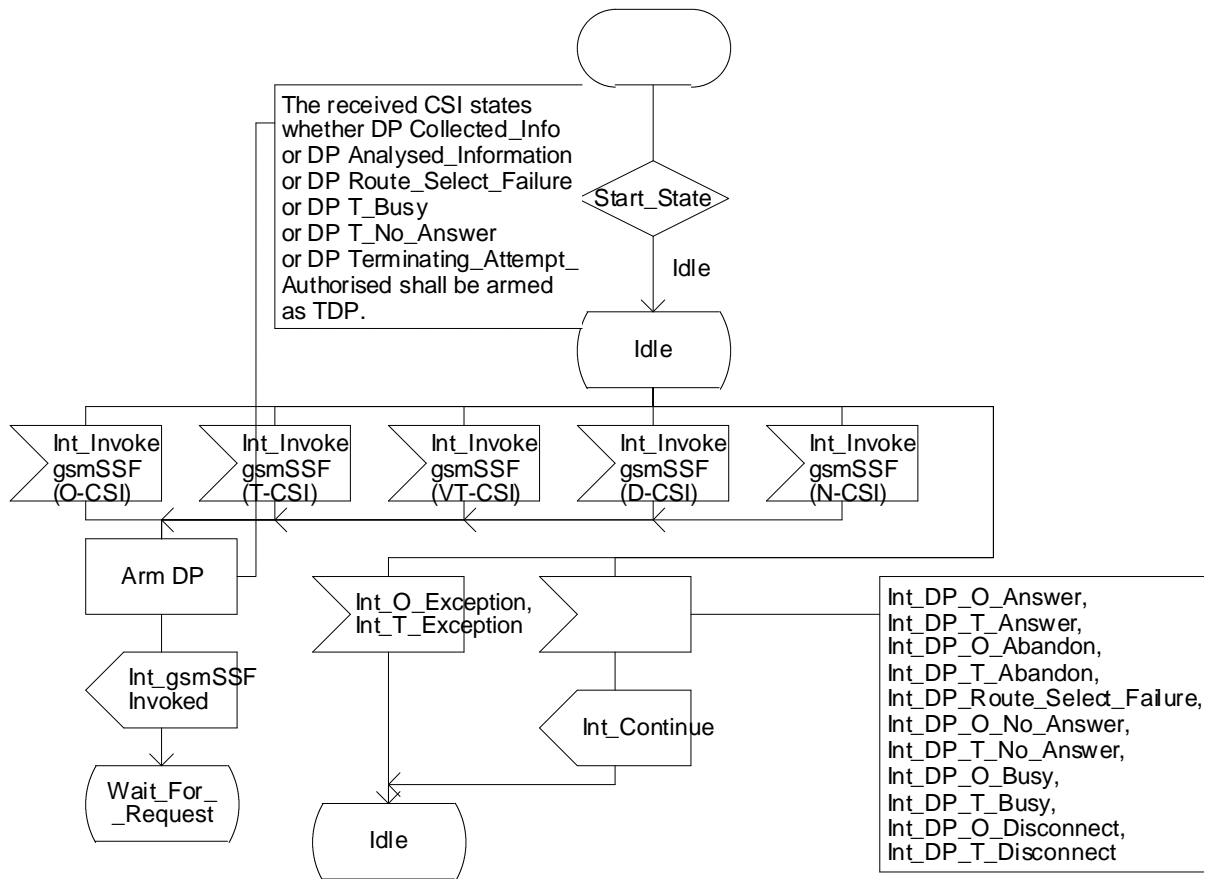 The received CSI states
whether DP Collected_Info
or DP Analysed_Information
or DP Route_Select_Failure
or DP T_Busy
or DP T_No_Answer
or DP Terminating_Attempt_
Authorised shall be armed
as TDP.
Start_State
Idle
Idle
Int_Invoke
gsmSSF
(O-CSI)
Int_Invoke
gsmSSF
(T-CSI)
Int_Invoke
gsmSSF
(VT-CSI)
Int_Invoke
gsmSSF
(D-CSI)
Int_Invoke
gsmSSF
(N-CSI)
Arm DP
Int_O_Exception,
Int_T_Exception
Int_DP_O_Answer,
Int_DP_T_Answer,
Int_DP_O_Abandon,
Int_DP_T_Abandon,
Int_DP_Route_Select_Failure,
Int_DP_O_No_Answer,
Int_DP_T_No_Answer,
Int_DP_O_Busy,
Int_DP_T_Busy,
Int_DP_O_Disconnect,
Int_DP_T_Disconnect
Int_gsmSSF
Invoked
Int_Continue
Wait_For_
_Request
Idle